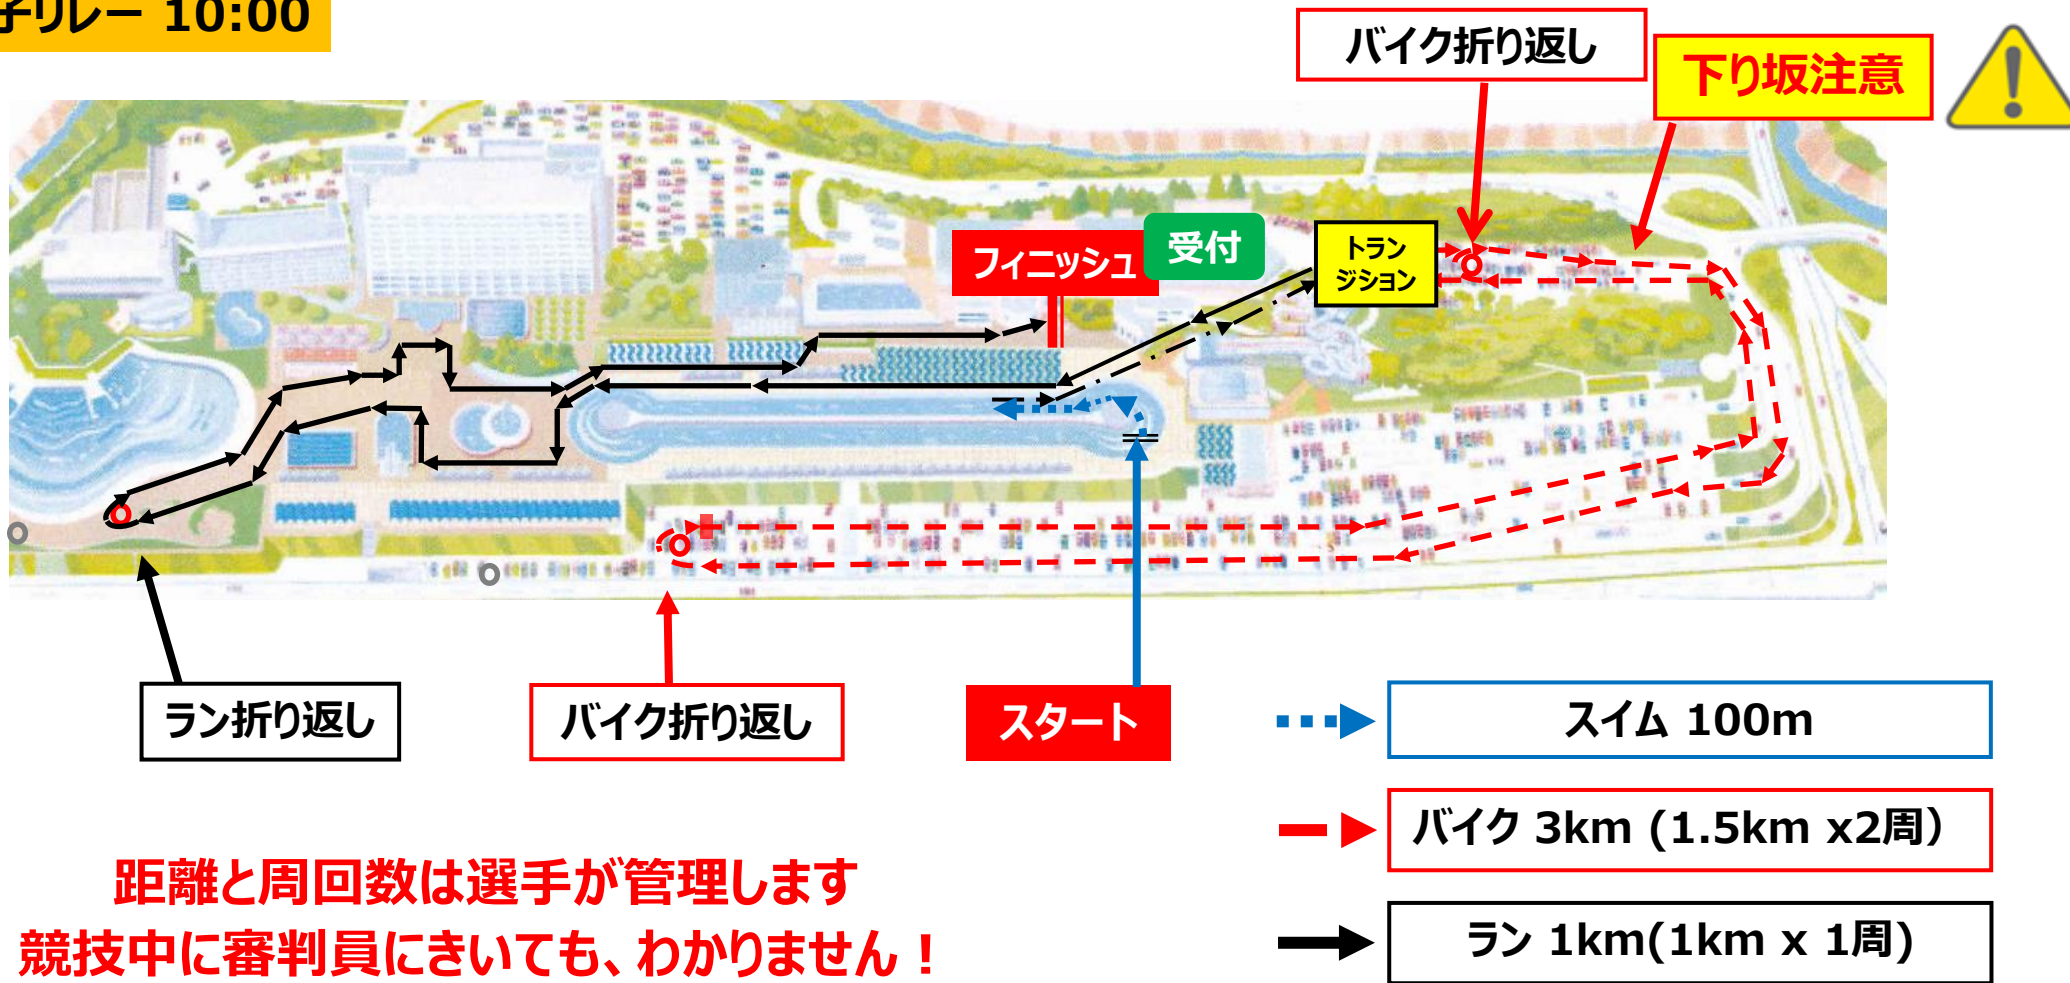 子リレー 10:00
バイク折り返し
下り坂注意
フィニッシュ
受付
トラン
ジション
ラン折り返し
バイク折り返し
スタート
スイム 100m
バイク 3km (1.5km x2周）
ラン 1km(1km x 1周)
距離と周回数は選手が管理します
競技中に審判員にきいても、わかりません！